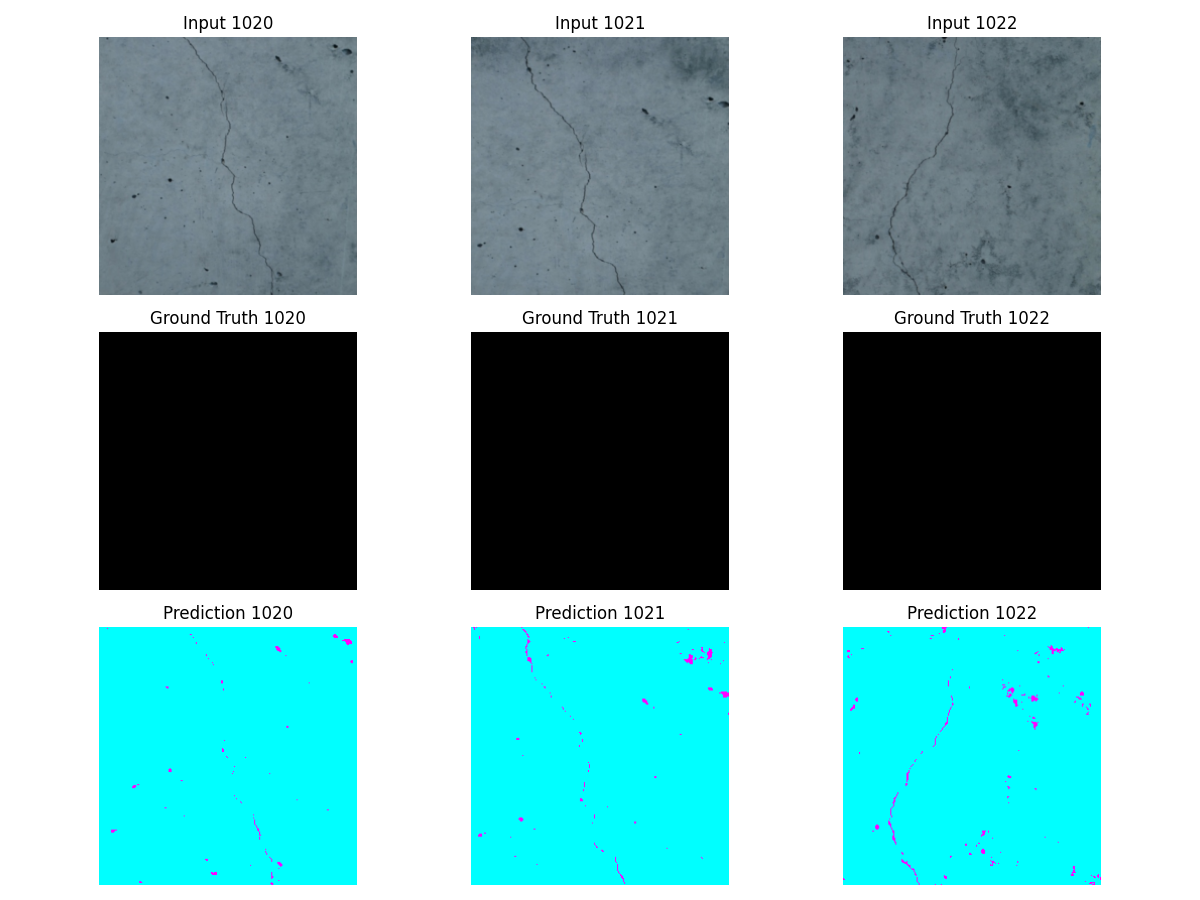 Input 1020
Input 1021
Input 1022
Ground Truth 1020
Ground Truth 1021
Ground Truth 1022
Prediction 1020
Prediction 1021
Prediction 1022